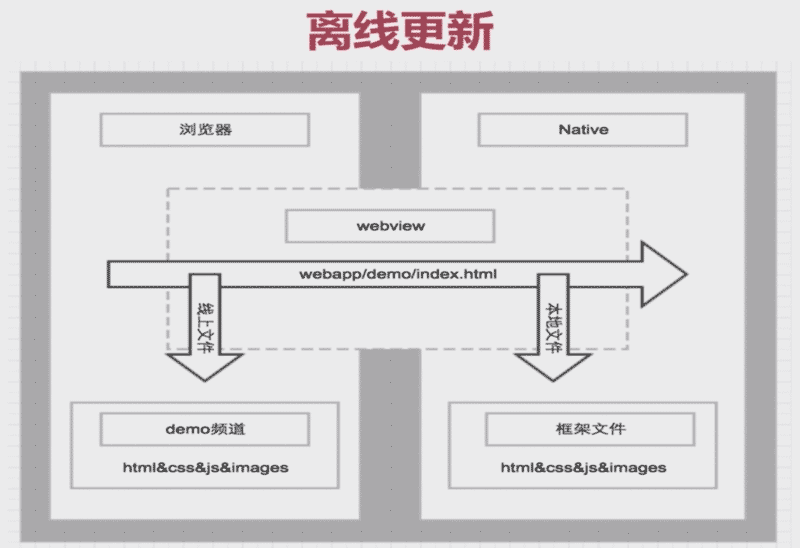 离线更新
浏览器
Native
webview
webapp/demo/index.html
线上文件
本地文件
demo频道
html&css&js&images
框架文件
html&css&js&images